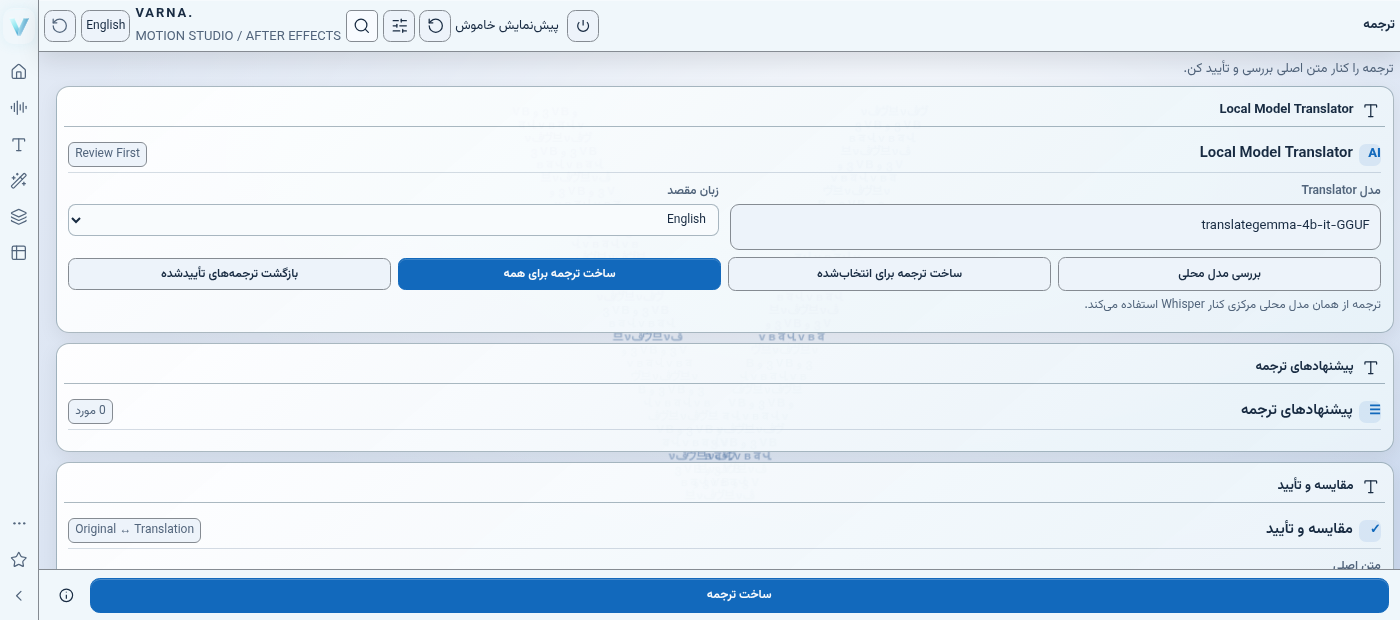 ترجمه
پیش‌نمایش خاموش
VARNA.
MOTION STUDIO / AFTER EFFECTS
English
ترجمه را کنار متن اصلی بررسی و تأیید کن.
Local Model Translator
AI Local Model Translator
Review First
مدل Translator
زبان مقصد
translategemma-4b-it-GGUF
English
بررسی مدل محلی
ساخت ترجمه برای انتخاب‌شده
ساخت ترجمه برای همه
بازگشت ترجمه‌های تأییدشده
ترجمه از همان مدل محلی مرکزی کنار Whisper استفاده می‌کند.
پیشنهادهای ترجمه
پیشنهادهای ترجمه
0 مورد
مقایسه و تأیید
✓ مقایسه و تأیید
Original ↔ Translation
متن اصلی
ساخت ترجمه